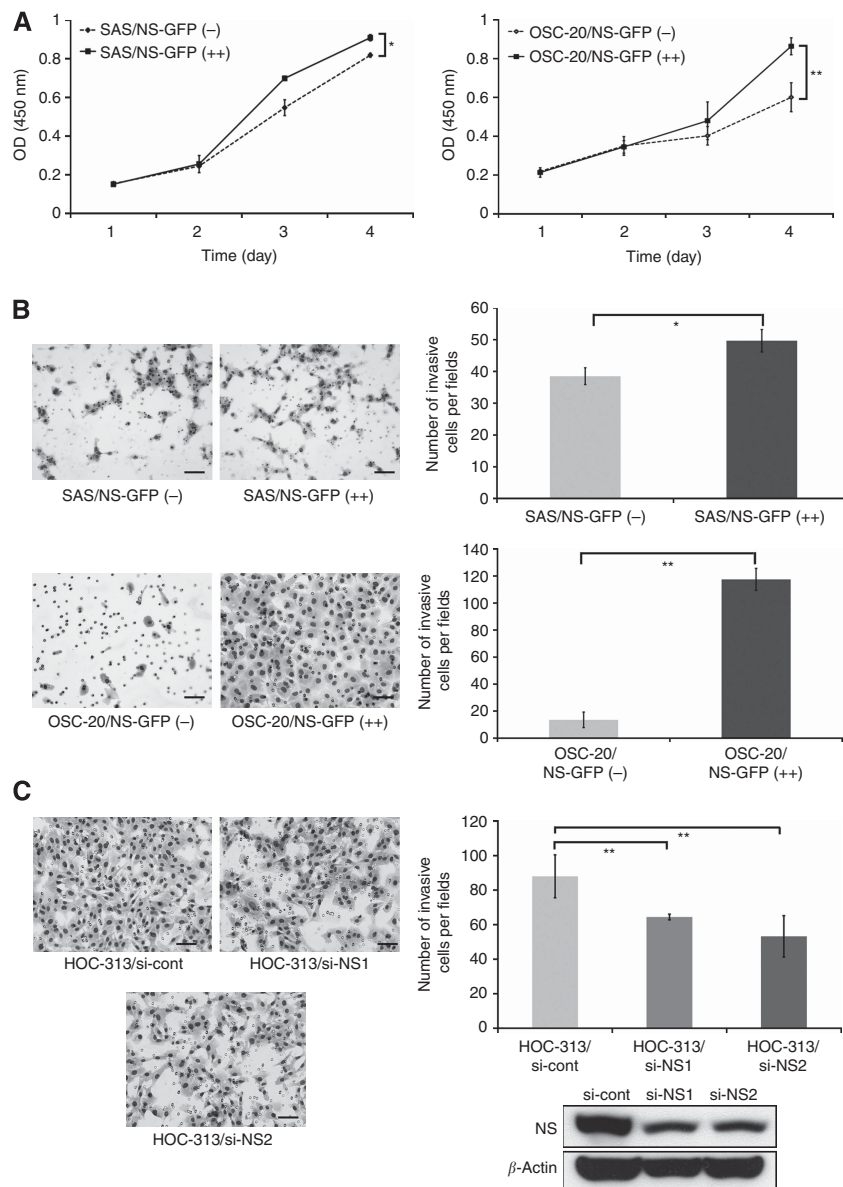 A
1
0.8
0.6
0.4
0.2
0
OD (450 nm)
SAS/NS-GFP (–)
SAS/NS-GFP (++)
*
1 2 3 4
Time (day)
1
0.8
0.6
0.4
0.2
0
OD (450 nm)
OSC-20/NS-GFP (–)
OSC-20/NS-GFP (++)
**
1 2 3 4
Time (day)
B
SAS/NS-GFP (–) SAS/NS-GFP (++)
60
50
40
30
20
10
0
Number of invasive
cells per fields
*
SAS/NS-GFP (–) SAS/NS-GFP (++)
OSC-20/NS-GFP (–) OSC-20/NS-GFP (++)
140
120
100
80
60
40
20
0
Number of invasive
cells per fields
**
OSC-20/ OSC-20/
NS-GFP (–) NS-GFP (++)
C
HOC-313/si-cont HOC-313/si-NS1
HOC-313/si-NS2
120
100
80
60
40
20
0
Number of invasive
cells per fields
**
**
HOC-313/ HOC-313/ HOC-313/
si-cont si-NS1 si-NS2
si-cont si-NS1 si-NS2
NS
β-Actin